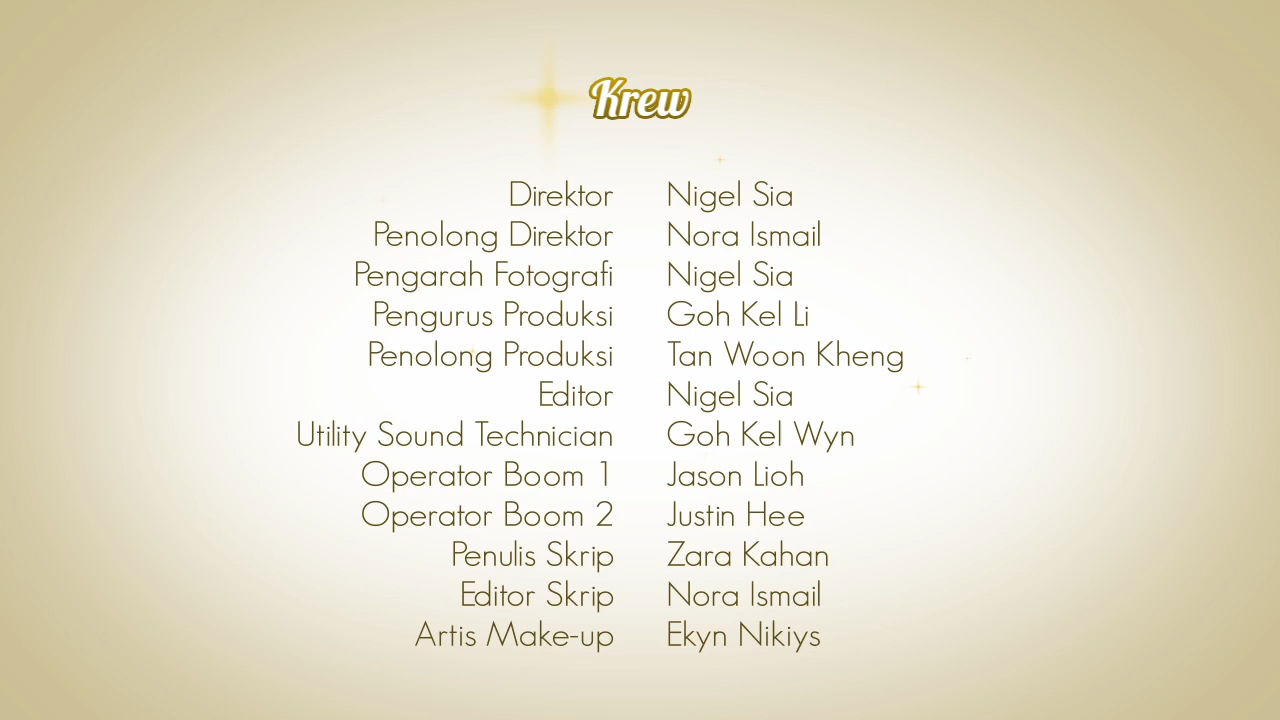 Krew
Direktor Nigel Sia
Penolong Direktor Nora Ismail
Pengarah Fotografi Nigel Sia
Pengurus Produksi Goh Kel Li
Penolong Produksi Tan Woon Kheng
Editor Nigel Sia
Utility Sound Technician Goh Kel Wyn
Operator Boom 1 Jason Lioh
Operator Boom 2 Justin Hee
Penulis Skrip Zara Kahan
Editor Skrip Nora Ismail
Artis Make-up Ekyn Nikiys